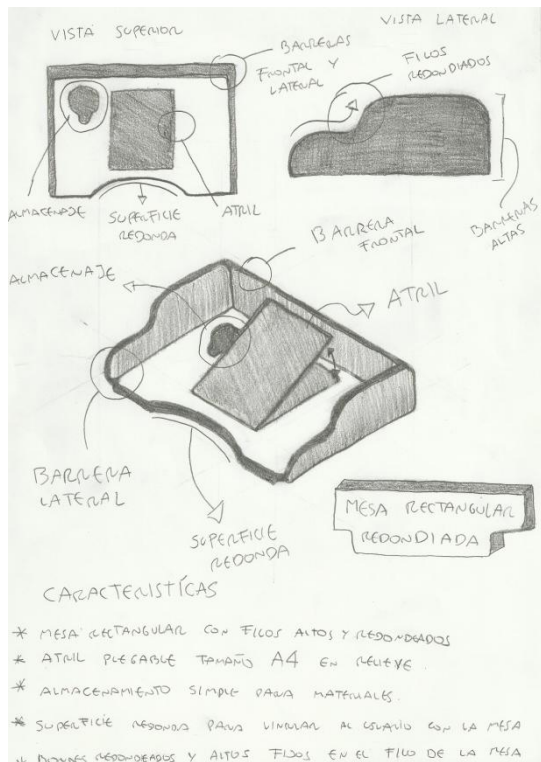 VISTA SUPERIOR
BARRERAS
FRONTAL Y
LATERAL
VISTA LATERAL
FILOS
REDONDIADOS
ALMACENAJE
SUPERFICIE
REDONDA
ATRIL
BARRERAS
ALTAS
BARRERA
FRONTAL
ALMACENAJE
ATRIL
BARRERA
LATERAL
SUPERFICIE
REDONDA
MESA RECTANGULAR
REDONDIADA
CARACTERISTÍCAS
* MESA RECTANGULAR CON FILOS ALTOS Y REDONDEADOS
* ATRIL PLEGABLE TAMAÑO A4 EN RELIEVE.
* ALMACENAMIENTO SIMPLE PARA MATERIALES.
* SUPERFICIE REDONDA PARA VINCULAR AL USUARIO CON LA MESA
* BORDES REDONDEADOS Y ALTOS FIJOS EN EL FILO DE LA MESA